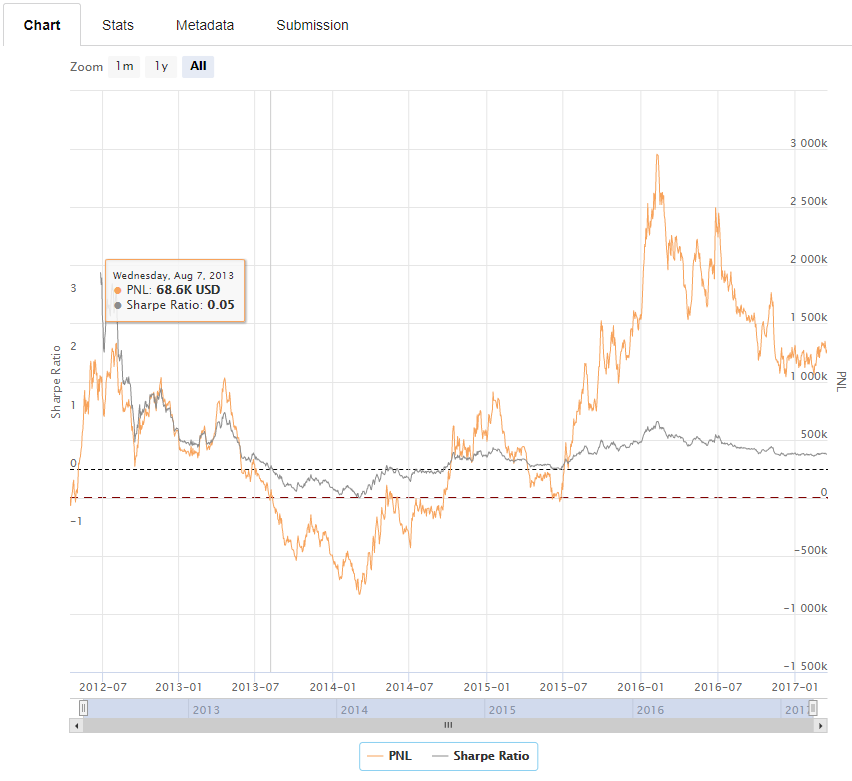 Chart Stats Metadata Submission
Zoom 1m 1y All
3 000k
2 500k
2 000k
1 500k
1 000k
500k
0
−500k
−1 000k
−1 500k
PNL
3
2
1
0
−1
Sharpe Ratio
Wednesday, Aug 7, 2013
PNL: 68.6K USD
Sharpe Ratio: 0.05
2012-07 2013-01 2013-07 2014-01 2014-07 2015-01 2015-07 2016-01 2016-07 2017-01
2013 2014 2015 2016
PNL Sharpe Ratio